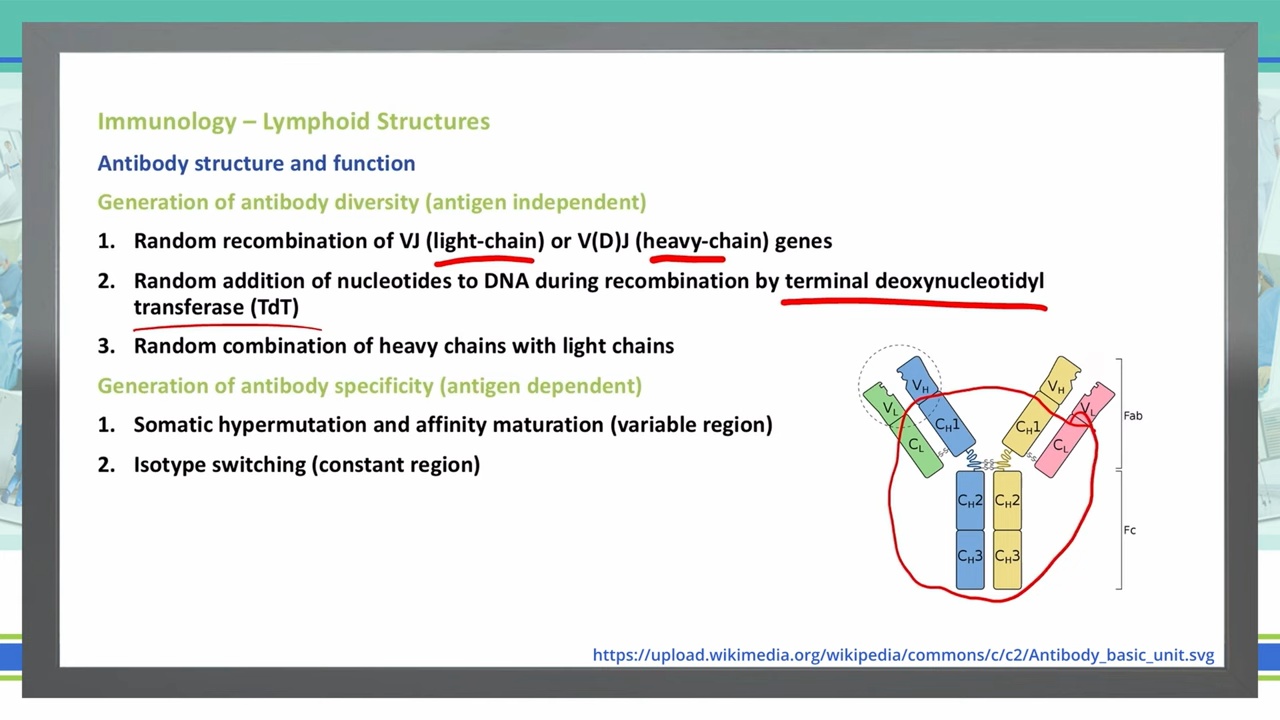 Immunology – Lymphoid Structures
Antibody structure and function
Generation of antibody diversity (antigen independent)
1. Random recombination of VJ (light-chain) or V(D)J (heavy-chain) genes
2. Random addition of nucleotides to DNA during recombination by terminal deoxynucleotidyl
transferase (TdT)
3. Random combination of heavy chains with light chains
Generation of antibody specificity (antigen dependent)
1. Somatic hypermutation and affinity maturation (variable region)
2. Isotype switching (constant region)
VH VH
VL VL
CH1 CH1
CL CL
Fab
CH2 CH2
Fc
CH3 CH3
https://upload.wikimedia.org/wikipedia/commons/c/c2/Antibody_basic_unit.svg